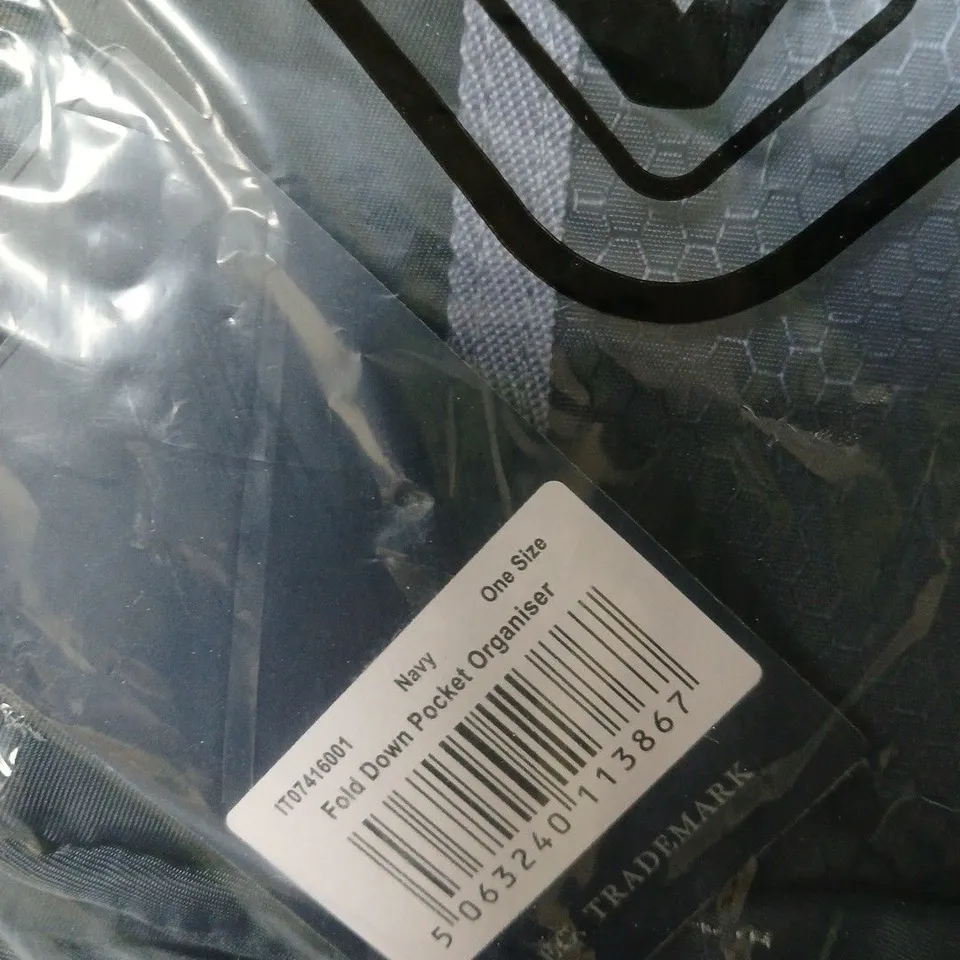 IT07416001 Navy One Size
Fold Down Pocket Organiser
5 063240 113867
TRADEMARK